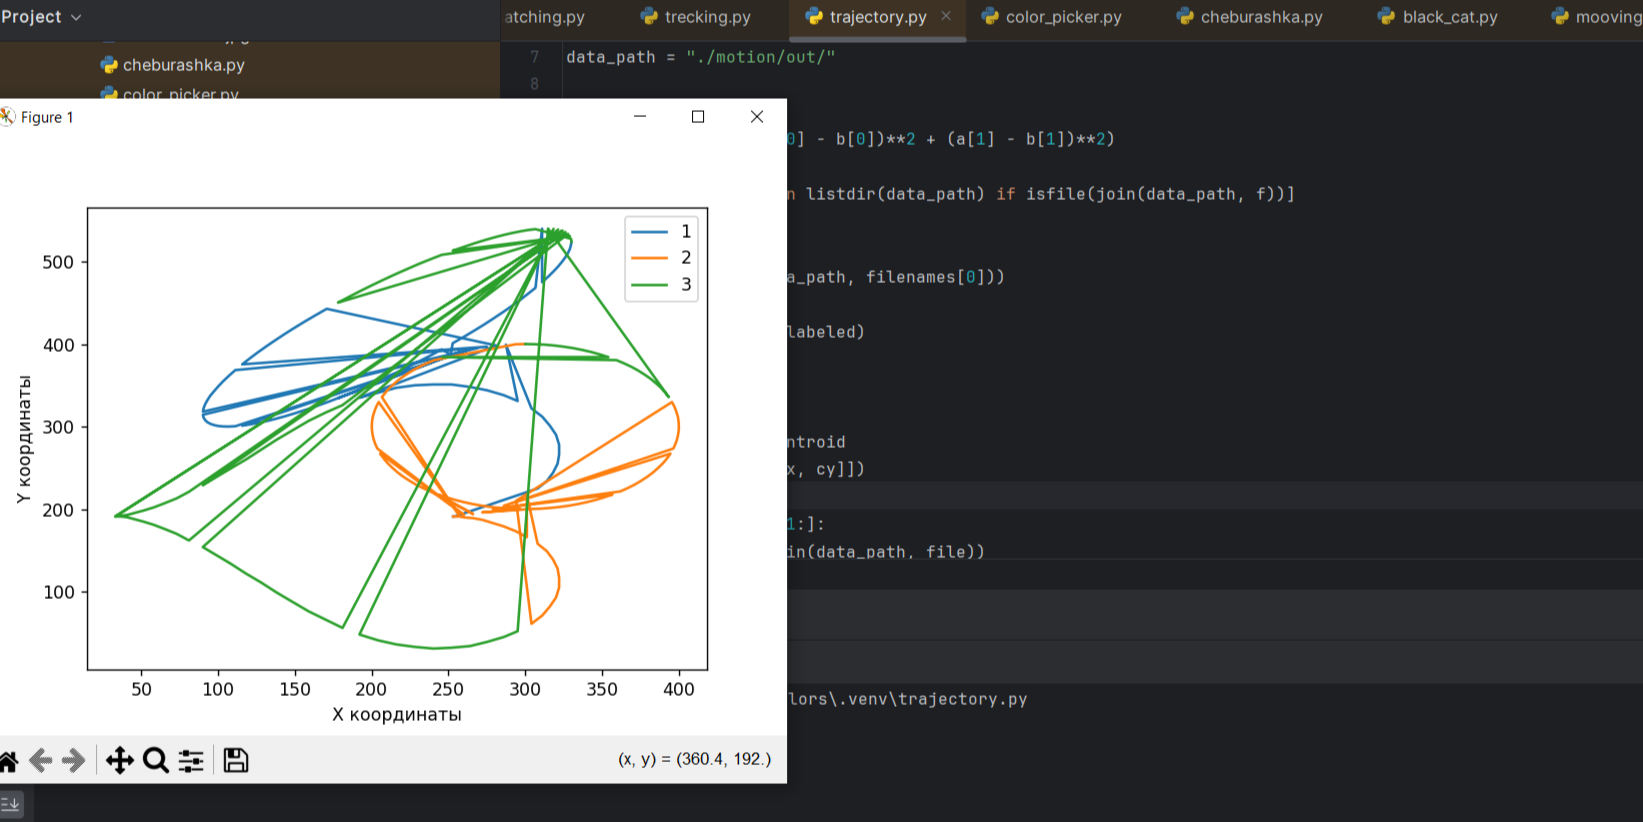 Project
atching.py
trecking.py
trajectory.py
color_picker.py
cheburashka.py
black_cat.py
mooving
cheburashka.py
color_picker.py
7 data_path = "./motion/out/"
8
Figure 1
0] - b[0])**2 + (a[1] - b[1])**2)
n listdir(data_path) if isfile(join(data_path, f))]
a_path, filenames[0]))
labeled)
ntroid
x, cy]])
1:]:
in(data_path, file))
lors\.venv\trajectory.py
1
2
3
500
400
300
200
100
Y координаты
50 100 150 200 250 300 350 400
X координаты
(x, y) = (360.4, 192.)